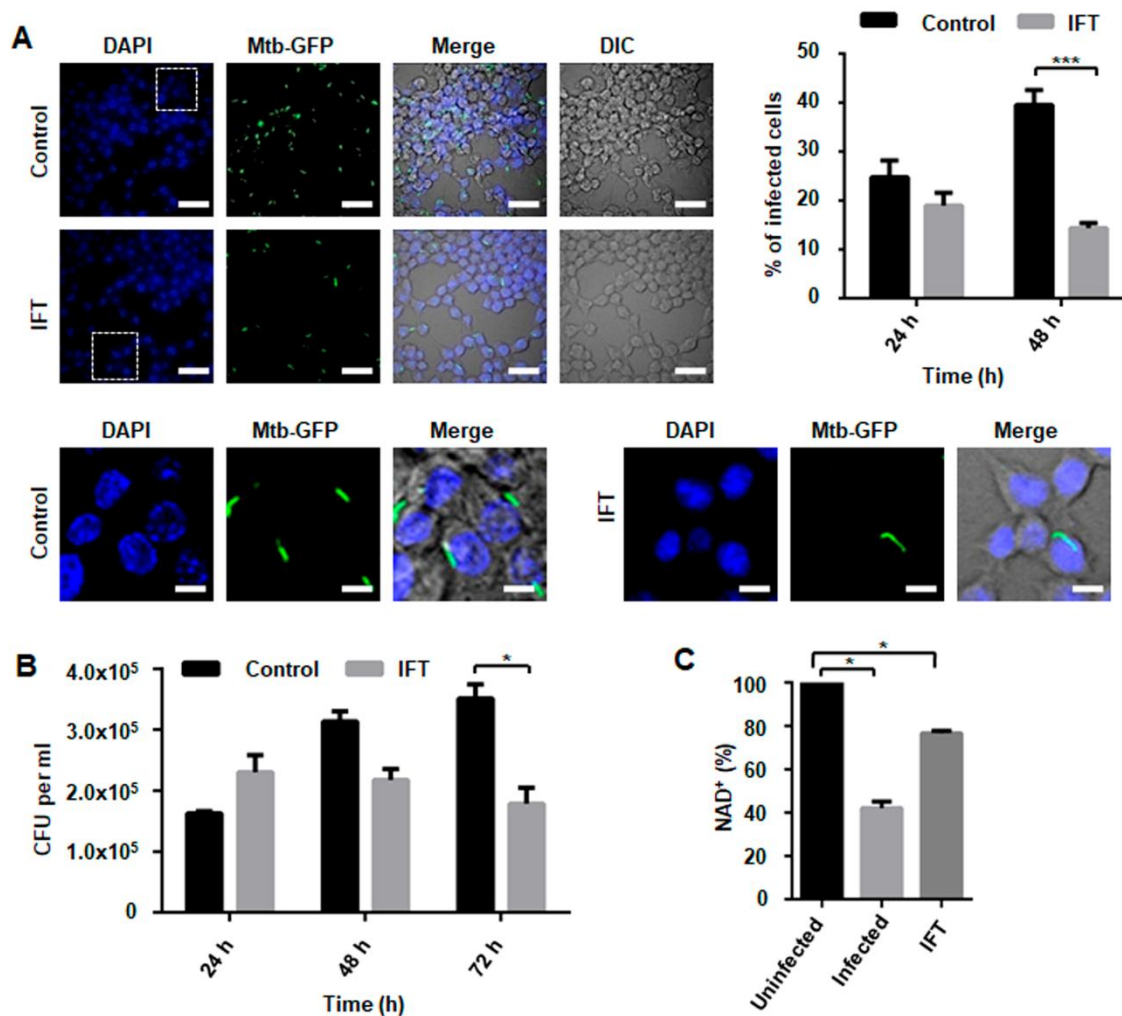 A
DAPI Mtb-GFP Merge DIC
Control
IFT
Control IFT
% of infected cells
50
40
30
20
10
0
***
24 h 48 h
Time (h)
DAPI Mtb-GFP Merge
Control
DAPI Mtb-GFP Merge
IFT
B
Control IFT
CFU per ml
4.0x10⁵
3.0x10⁵
2.0x10⁵
1.0x10⁵
0
*
24 h 48 h 72 h
Time (h)
C
* *
NAD⁺ (%)
100
80
60
40
20
0
Uninfected Infected IFT